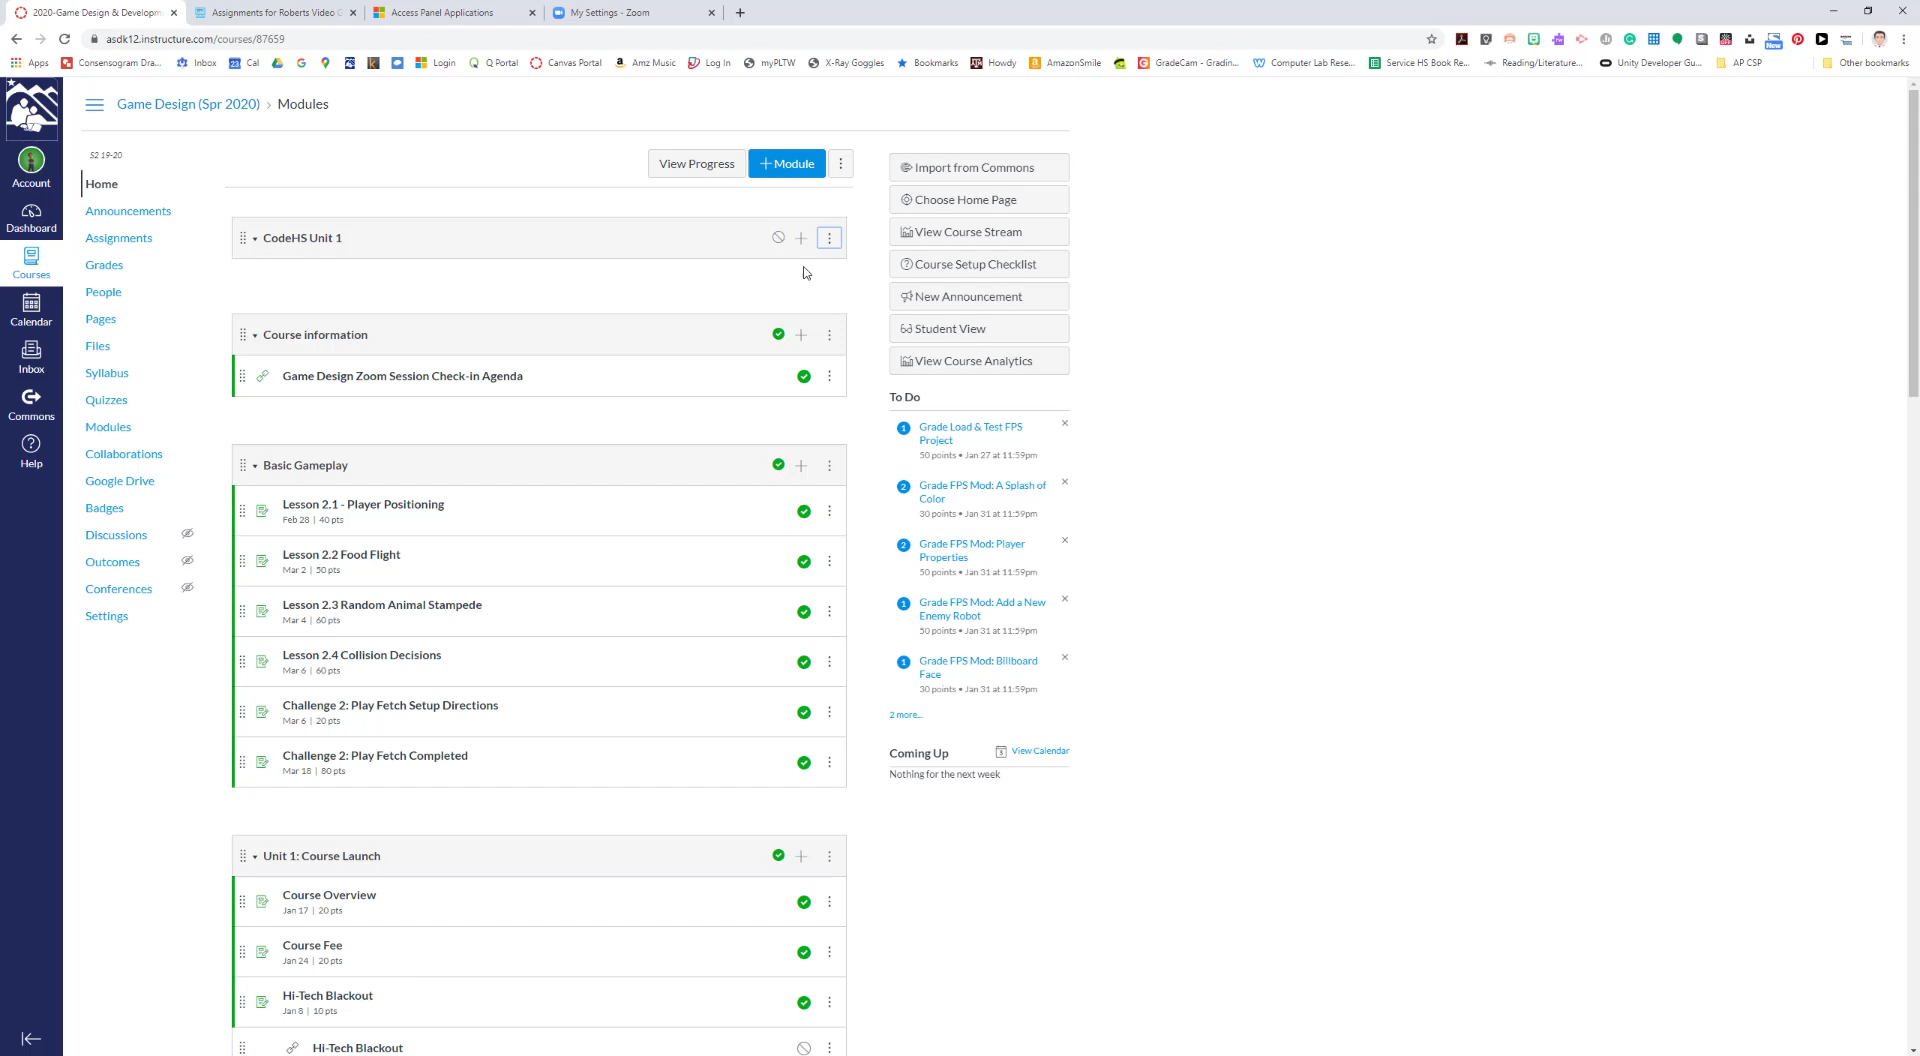 2020-Game Design & Developm
Assignments for Roberts Video G
Access Panel Applications
My Settings - Zoom
asdk12.instructure.com/courses/87659
Apps
Consensogram Dra...
Inbox
Cal
Login
Q Portal
Canvas Portal
Amz Music
Log In
myPLTW
X-Ray Goggles
Bookmarks
Howdy
AmazonSmile
GradeCam - Gradin...
Computer Lab Rese...
Service HS Book Re...
Reading/Literature...
Unity Developer Gu...
AP CSP
Other bookmarks
Game Design (Spr 2020) › Modules
Account
Dashboard
Courses
Calendar
Inbox
Commons
Help
S2 19-20
Home
Announcements
Assignments
Grades
People
Pages
Files
Syllabus
Quizzes
Modules
Collaborations
Google Drive
Badges
Discussions
Outcomes
Conferences
Settings
View Progress
+ Module
CodeHS Unit 1
Course information
Game Design Zoom Session Check-in Agenda
Basic Gameplay
Lesson 2.1 - Player Positioning
Feb 28 | 40 pts
Lesson 2.2 Food Flight
Mar 2 | 50 pts
Lesson 2.3 Random Animal Stampede
Mar 4 | 60 pts
Lesson 2.4 Collision Decisions
Mar 6 | 60 pts
Challenge 2: Play Fetch Setup Directions
Mar 6 | 20 pts
Challenge 2: Play Fetch Completed
Mar 18 | 80 pts
Unit 1: Course Launch
Course Overview
Jan 17 | 20 pts
Course Fee
Jan 24 | 20 pts
Hi-Tech Blackout
Jan 8 | 10 pts
Hi-Tech Blackout
Import from Commons
Choose Home Page
View Course Stream
Course Setup Checklist
New Announcement
Student View
View Course Analytics
To Do
1 Grade Load & Test FPS
Project
50 points • Jan 27 at 11:59pm
2 Grade FPS Mod: A Splash of
Color
30 points • Jan 31 at 11:59pm
2 Grade FPS Mod: Player
Properties
50 points • Jan 31 at 11:59pm
1 Grade FPS Mod: Add a New
Enemy Robot
50 points • Jan 31 at 11:59pm
1 Grade FPS Mod: Billboard
Face
30 points • Jan 31 at 11:59pm
2 more...
Coming Up
View Calendar
Nothing for the next week